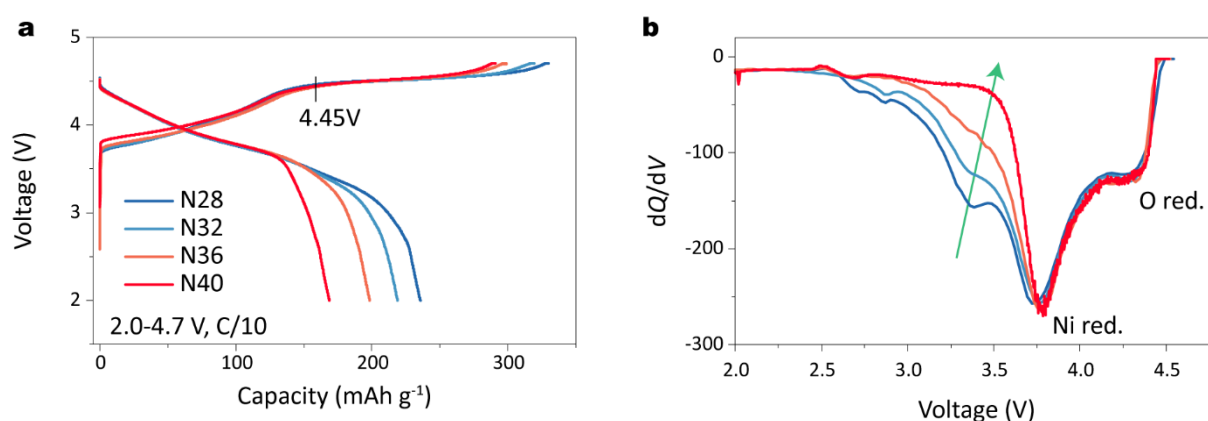 a
5
4
3
2
Voltage (V)
4.45V
N28
N32
N36
N40
2.0-4.7 V, C/10
0
100
200
300
Capacity (mAh g⁻¹)
b
0
-100
-200
-300
dQ/dV
O red.
Ni red.
2.0
2.5
3.0
3.5
4.0
4.5
Voltage (V)